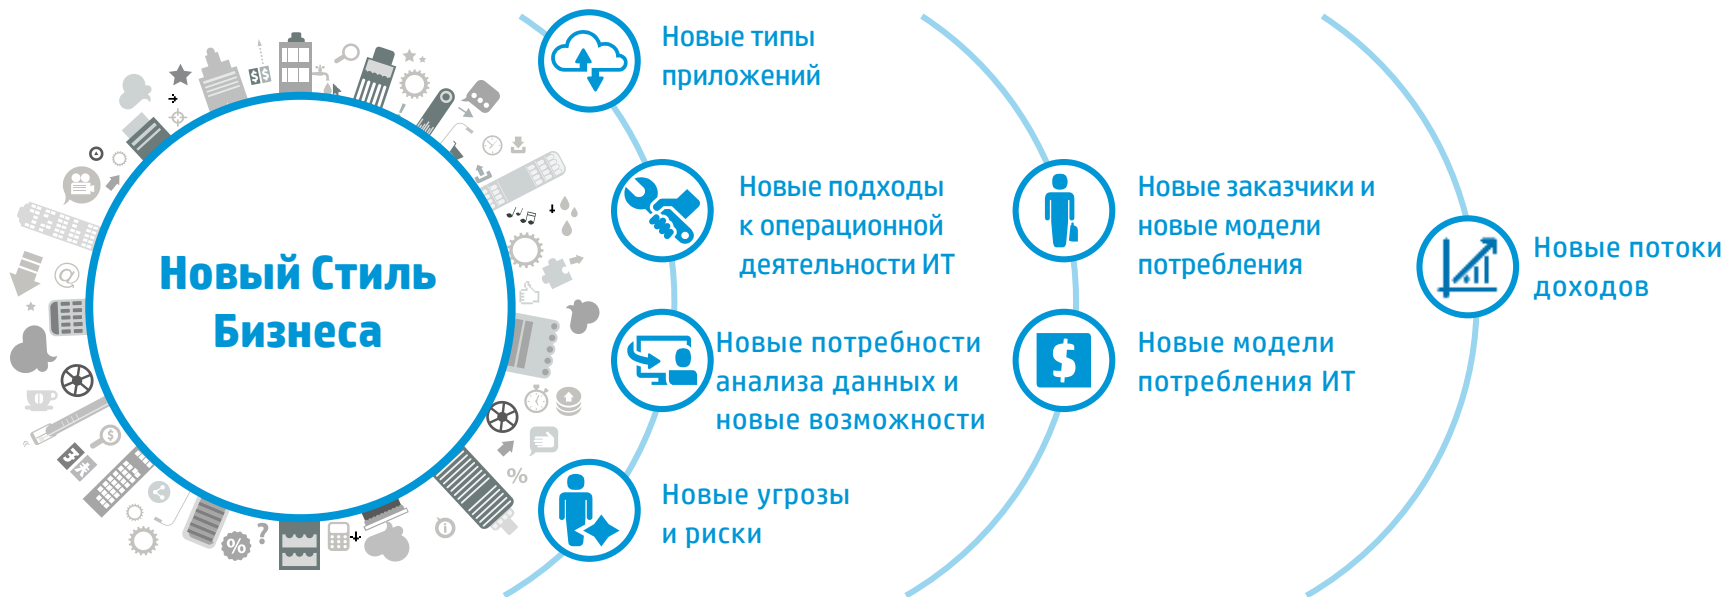 Новый Стиль
Бизнеса
Новые типы
приложений
Новые подходы
к операционной
деятельности ИТ
Новые потребности
анализа данных и
новые возможности
Новые угрозы
и риски
Новые заказчики и
новые модели
потребления
Новые модели
потребления ИТ
Новые потоки
доходов